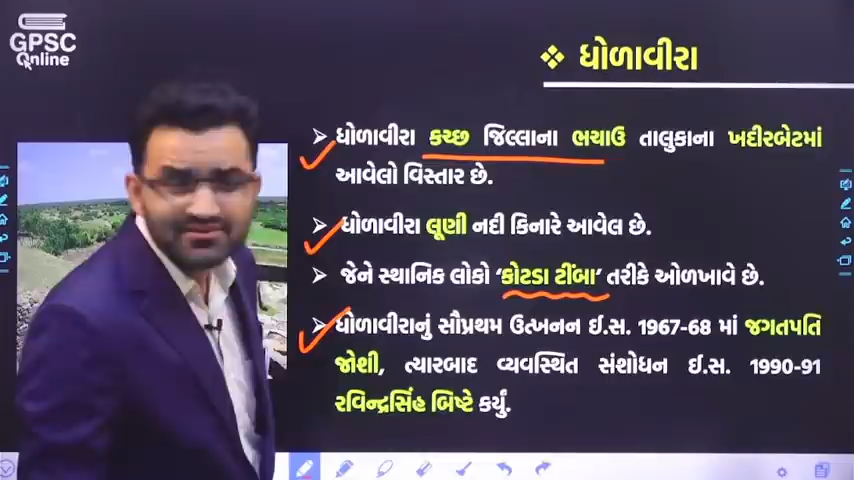 GPSC
Online
❖ ધોળાવીરા
➢ ધોળાવીરા કચ્છ જિલ્લાના ભચાઉ તાલુકાના ખદીરબેટમાં
આવેલો વિસ્તાર છે.
➢ ધોળાવીરા લૂણી નદી કિનારે આવેલ છે.
➢ જેને સ્થાનિક લોકો ‘કોટડા ટીંબા’ તરીકે ઓળખાવે છે.
➢ ધોળાવીરાનું સૌપ્રથમ ઉત્ખનન ઈ.સ. 1967-68 માં જગતપતિ
જોશી, ત્યારબાદ વ્યવસ્થિત સંશોધન ઈ.સ. 1990-91
રવિન્દ્રસિંહ બિષ્ટે કર્યું.